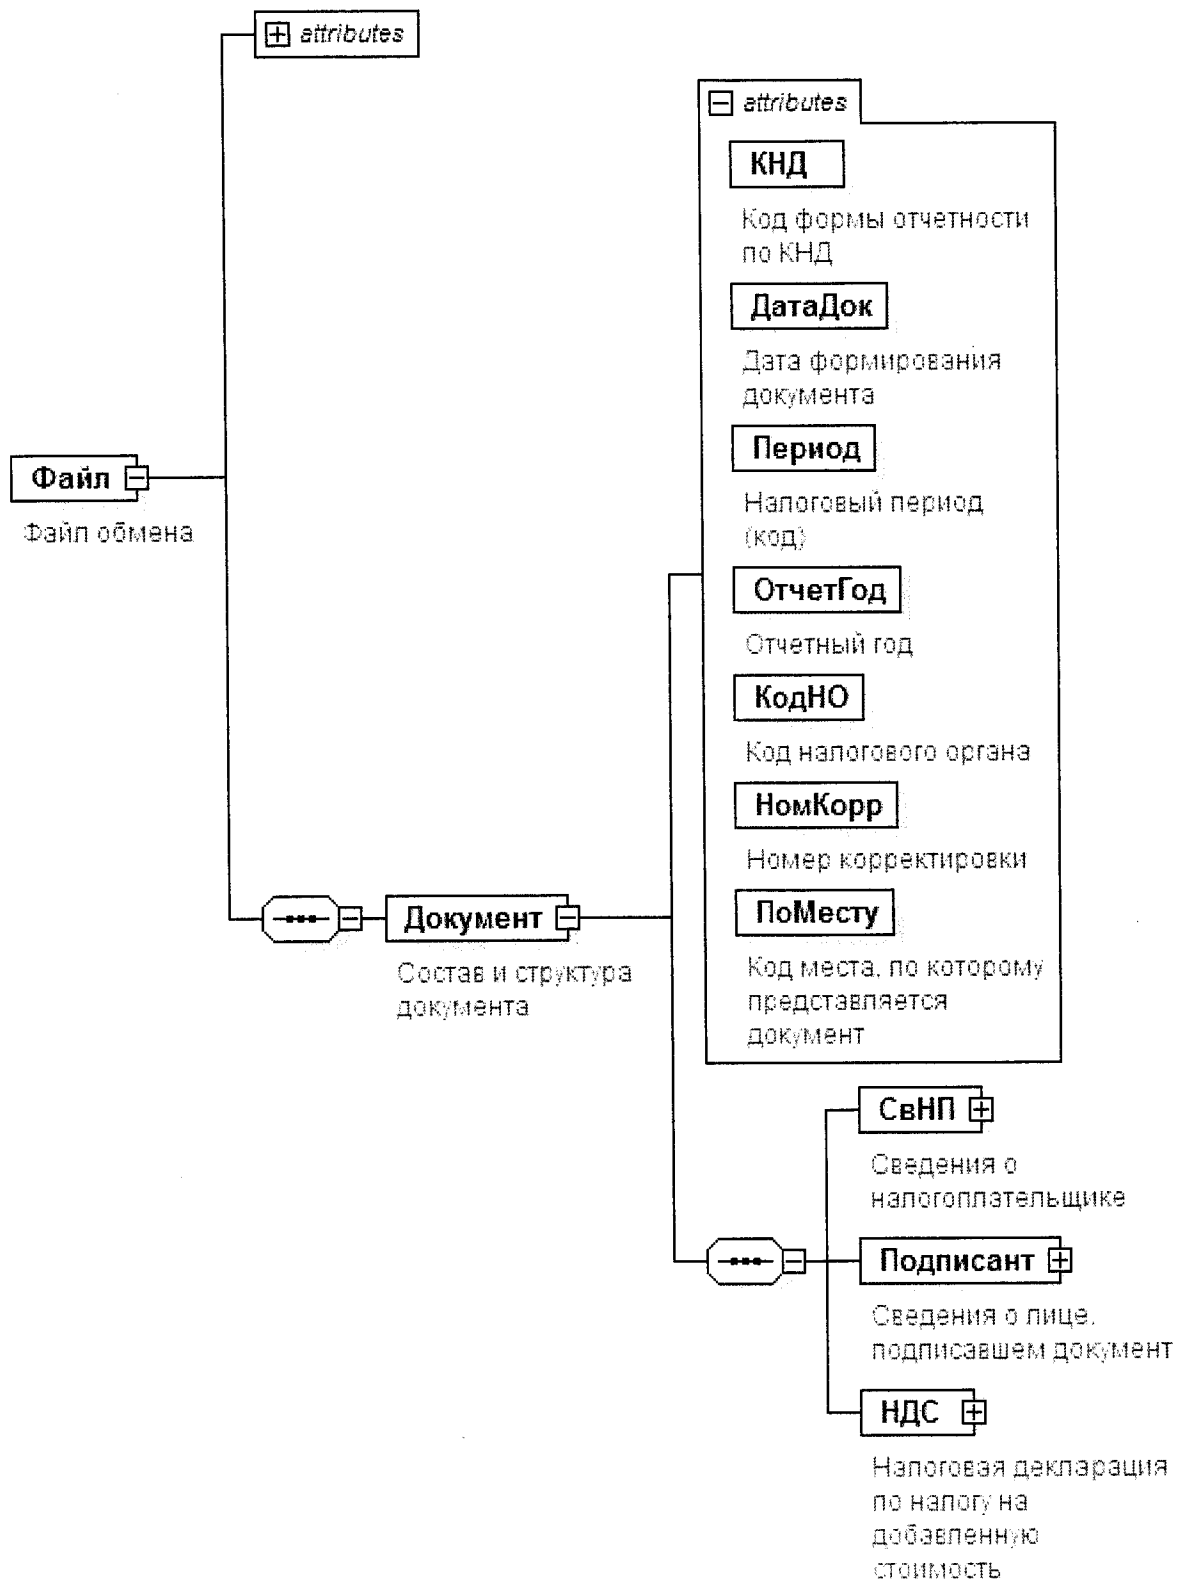 attributes
attributes
КНД
Код формы отчетности
по КНД
ДатаДок
Дата формирования
документа
Период
Налоговый период
(код)
Файл
Файл обмена
ОтчетГод
Отчетный год
КодНО
Код налогового органа
НомКорр
Номер корректировки
Документ
Состав и структура
документа
ПоМесту
Код места, по которому
представляется
документ
СвНП
Сведения о
налогоплательщике
Подписант
Сведения о лице,
подписавшем документ
НДС
Налоговая декларация
по налогу на
добавленную
стоимость